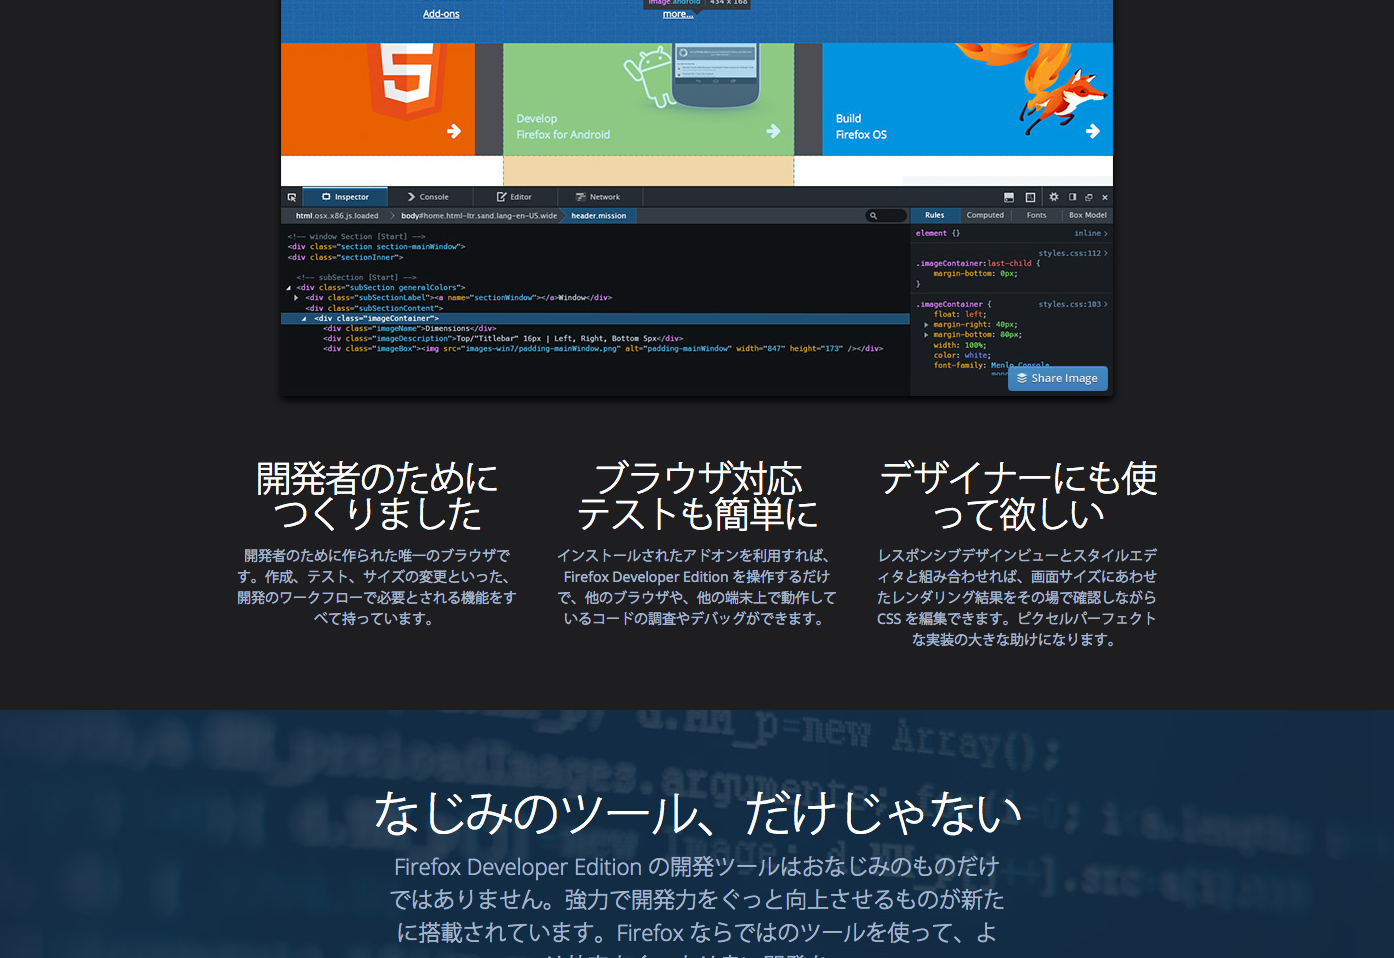 Add-ons
image.android | 434 x 168
more...
Develop
Firefox for Android
Build
Firefox OS
Inspector
Console
Editor
Network
html.osx.x86.js.loaded
body#home.html-ltr.sand.lang-en-US.wide
header.mission
Rules
Computed
Fonts
Box Model
<!-- window Section [Start] -->
<div class="section section-mainWindow">
<div class="sectionInner">
<!-- subSection [Start] -->
<div class="subSection generalColors">
<div class="subSectionLabel"><a name="sectionWindow"></a>Window</div>
<div class="subSectionContent">
<div class="imageContainer">
<div class="imageName">Dimensions</div>
<div class="imageDescription">Top/"Titlebar" 16px | Left, Right, Bottom 5px</div>
<div class="imageBox"><img src="images-win7/padding-mainWindow.png" alt="padding-mainWindow" width="847" height="173" /></div>
element {}
inline
styles.css:112
.imageContainer:last-child {
margin-bottom: 0px;
}
.imageContainer {
styles.css:103
float: left;
margin-right: 40px;
margin-bottom: 80px;
width: 100%;
color: white;
font-family: Menlo,Console
Share Image
開発者のために
つくりました
開発者のために作られた唯一のブラウザで
す。作成、テスト、サイズの変更といった、
開発のワークフローで必要とされる機能をす
べて持っています。
ブラウザ対応
テストも簡単に
インストールされたアドオンを利用すれば、
Firefox Developer Edition を操作するだけ
で、他のブラウザや、他の端末上で動作して
いるコードの調査やデバッグができます。
デザイナーにも使
って欲しい
レスポンシブデザインビューとスタイルエデ
ィタと組み合わせれば、画面サイズにあわせ
たレンダリング結果をその場で確認しながら
CSS を編集できます。ピクセルパーフェクト
な実装の大きな助けになります。
なじみのツール、だけじゃない
Firefox Developer Edition の開発ツールはおなじみのものだけ
ではありません。強力で開発力をぐっと向上させるものが新た
に搭載されています。Firefox ならではのツールを使って、よ